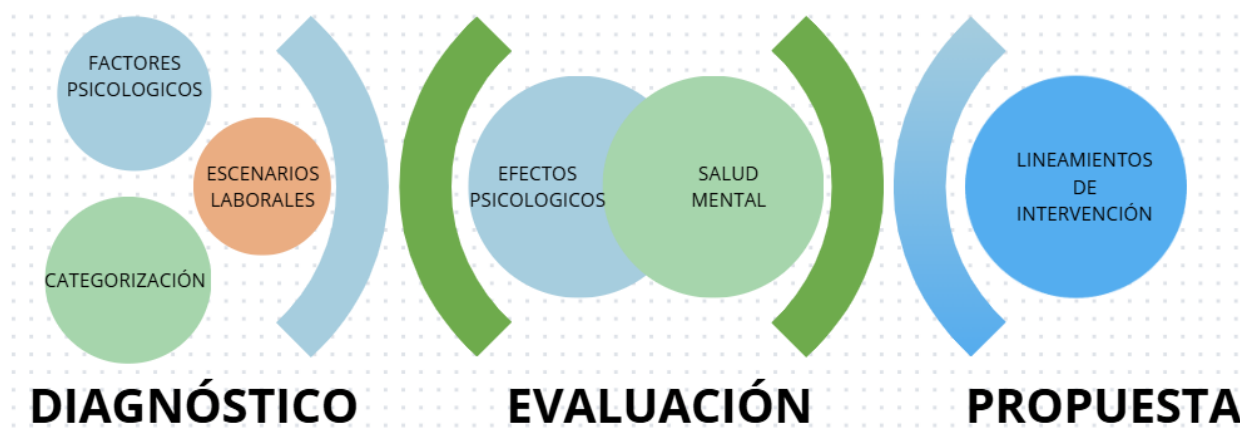 FACTORES
PSICOLOGICOS
ESCENARIOS
LABORALES
CATEGORIZACIÓN
DIAGNÓSTICO
EFECTOS
PSICOLOGICOS
SALUD
MENTAL
EVALUACIÓN
LINEAMIENTOS
DE
INTERVENCIÓN
PROPUESTA